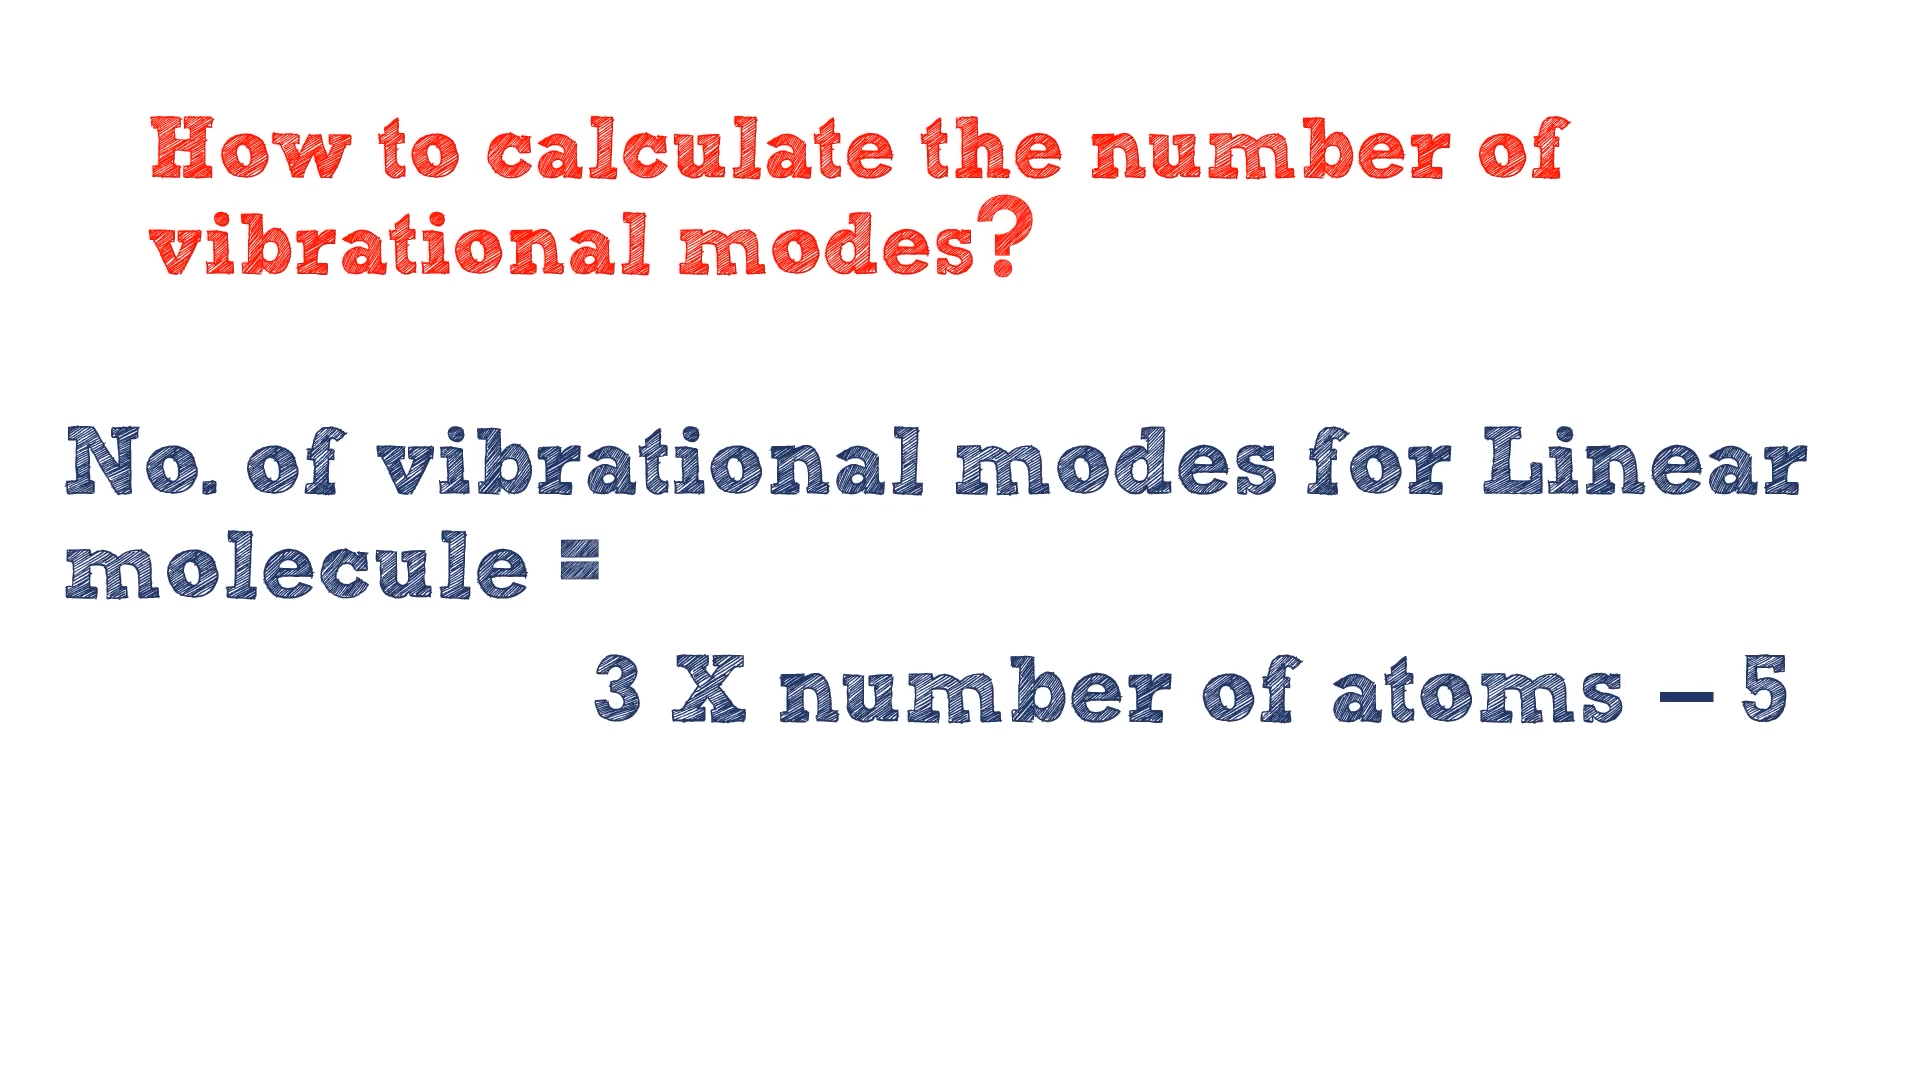 How to calculate the number of
vibrational modes?
No. of vibrational modes for Linear
molecule =
3 X number of atoms – 5